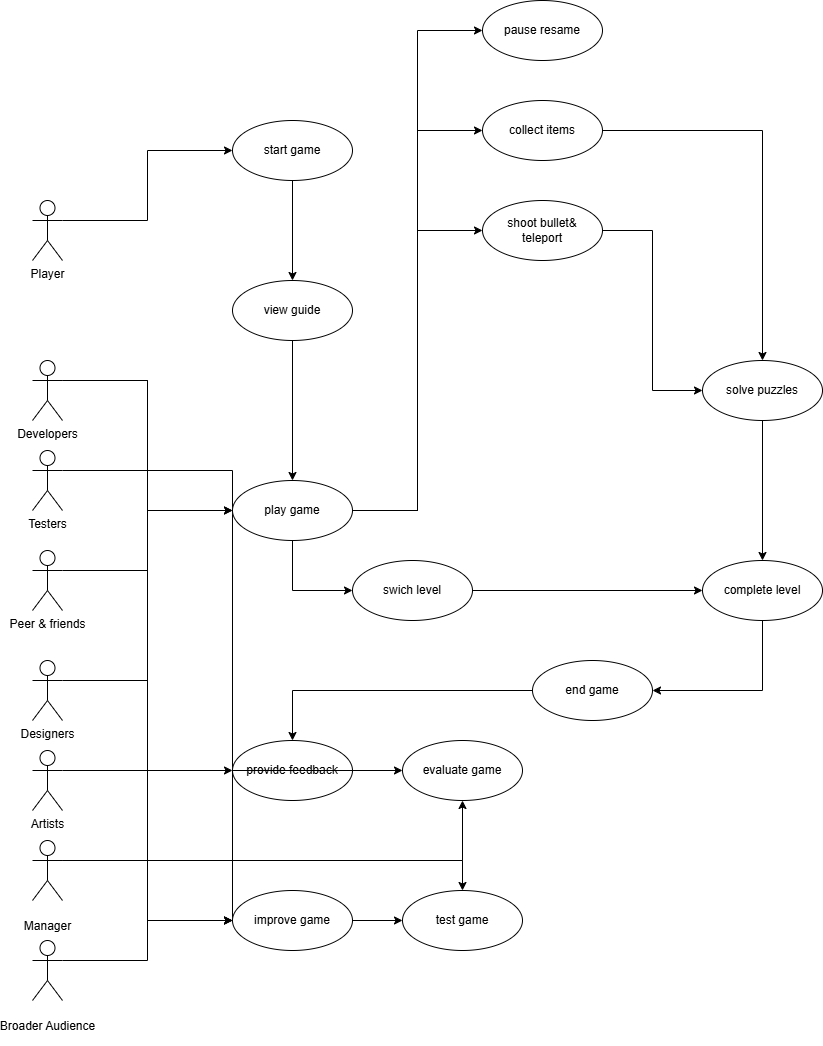 pause resame
collect items
start game
shoot bullet&
teleport
Player
view guide
solve puzzles
Developers
play game
Testers
swich level
complete level
Peer & friends
end game
Designers
provide feedback
evaluate game
Artists
improve game
test game
Manager
Broader Audience